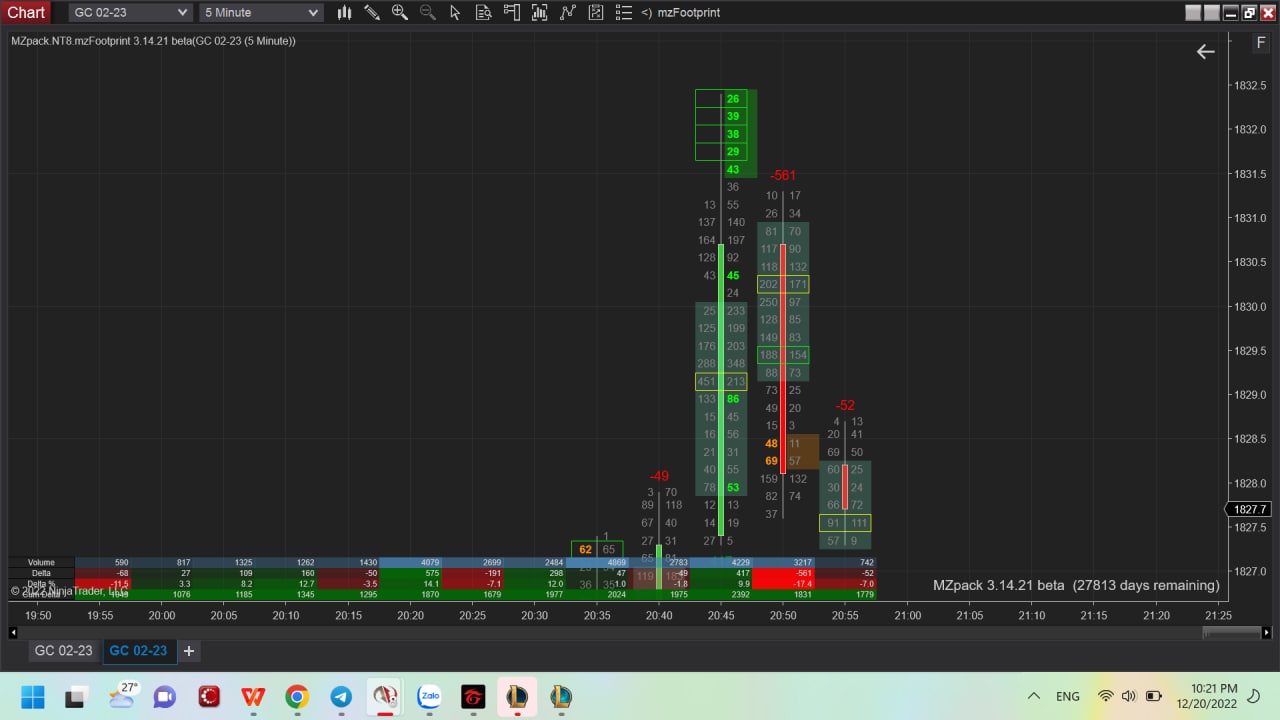 Chart GC 02-23 5 Minute <) mzFootprint
MZpack.NT8.mzFootprint 3.14.21 beta(GC 02-23 (5 Minute))
F
26 1832.5
39
38 1832.0
29
43 1831.5
-561
36
10 17
13 55
26 34 1831.0
137 140
81 70
164 197
117 90
128 92
118 132 1830.5
43 45
202 171
24
250 97 1830.0
25 233
128 85
125 199
149 83
176 203
188 154 1829.5
288 348
88 73
451 213
73 25 1829.0
133 86
49 20
-52
15 45
15 3
4 13
16 56
20 41
48 11 1828.5
21 31
69 50
69 57
40 55
60 25
-49
159 132
78 53
30 24 1828.0
3 70
82 74
89 118
12 13
66 72
37
1827.7
67 40
14 19
91 111 1827.5
1
27 31
27 5
57 9
62 65
Volume 590 817 1325 1262 1430 4079 2699 2484 4869 2783 4229 3217 742
Delta -68 27 109 160 -50 575 -191 298 47 -49 417 -561 -52
1827.0
Delta % -11.5 3.3 8.2 12.7 -3.5 14.1 -7.1 12.0 1.0 -1.8 9.9 -17.4 -7.0
MZpack 3.14.21 beta (27813 days remaining)
1049 1076 1185 1345 1295 1870 1679 1977 2024 1975 2392 1831 1779
19:50 19:55 20:00 20:05 20:10 20:15 20:20 20:25 20:30 20:35 20:40 20:45 20:50 20:55 21:00 21:05 21:10 21:15 21:20 21:25
GC 02-23 GC 02-23 +
27°
Zalo
ENG
10:21 PM
12/20/2022